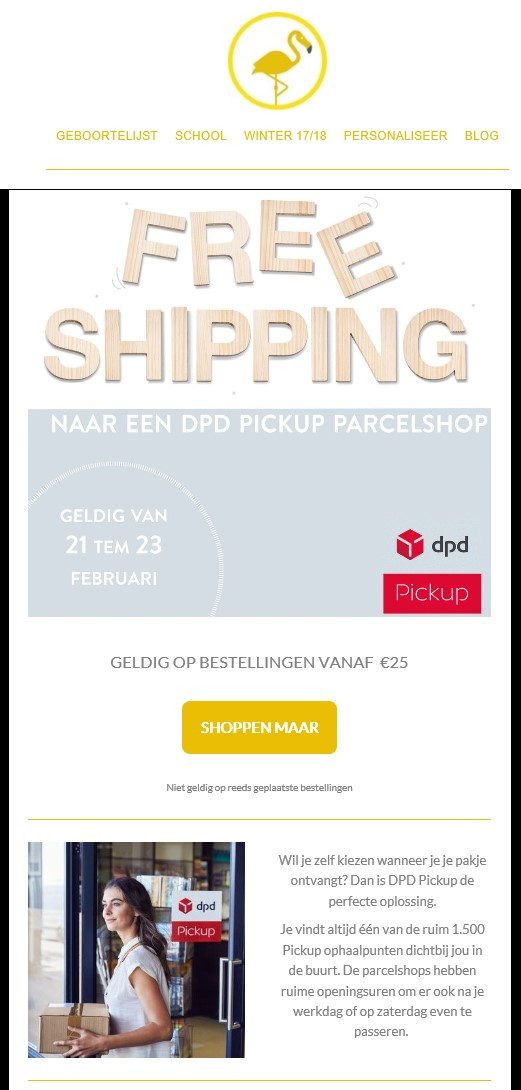 GEBOORTELIJST SCHOOL WINTER 17/18 PERSONALISEER BLOG
FREE
SHIPPING
NAAR EEN DPD PICKUP PARCELSHOP
GELDIG VAN
21 TEM 23
FEBRUARI
dpd
Pickup
GELDIG OP BESTELLINGEN VANAF €25
SHOPPEN MAAR
Niet geldig op reeds geplaatste bestellingen
dpd
Pickup
Wil je zelf kiezen wanneer je je pakje
ontvangt? Dan is DPD Pickup de
perfecte oplossing.
Je vindt altijd één van de ruim 1.500
Pickup ophaalpunten dichtbij jou in
de buurt. De parcelshops hebben
ruime openingsuren om er ook na je
werkdag of op zaterdag even te
passeren.